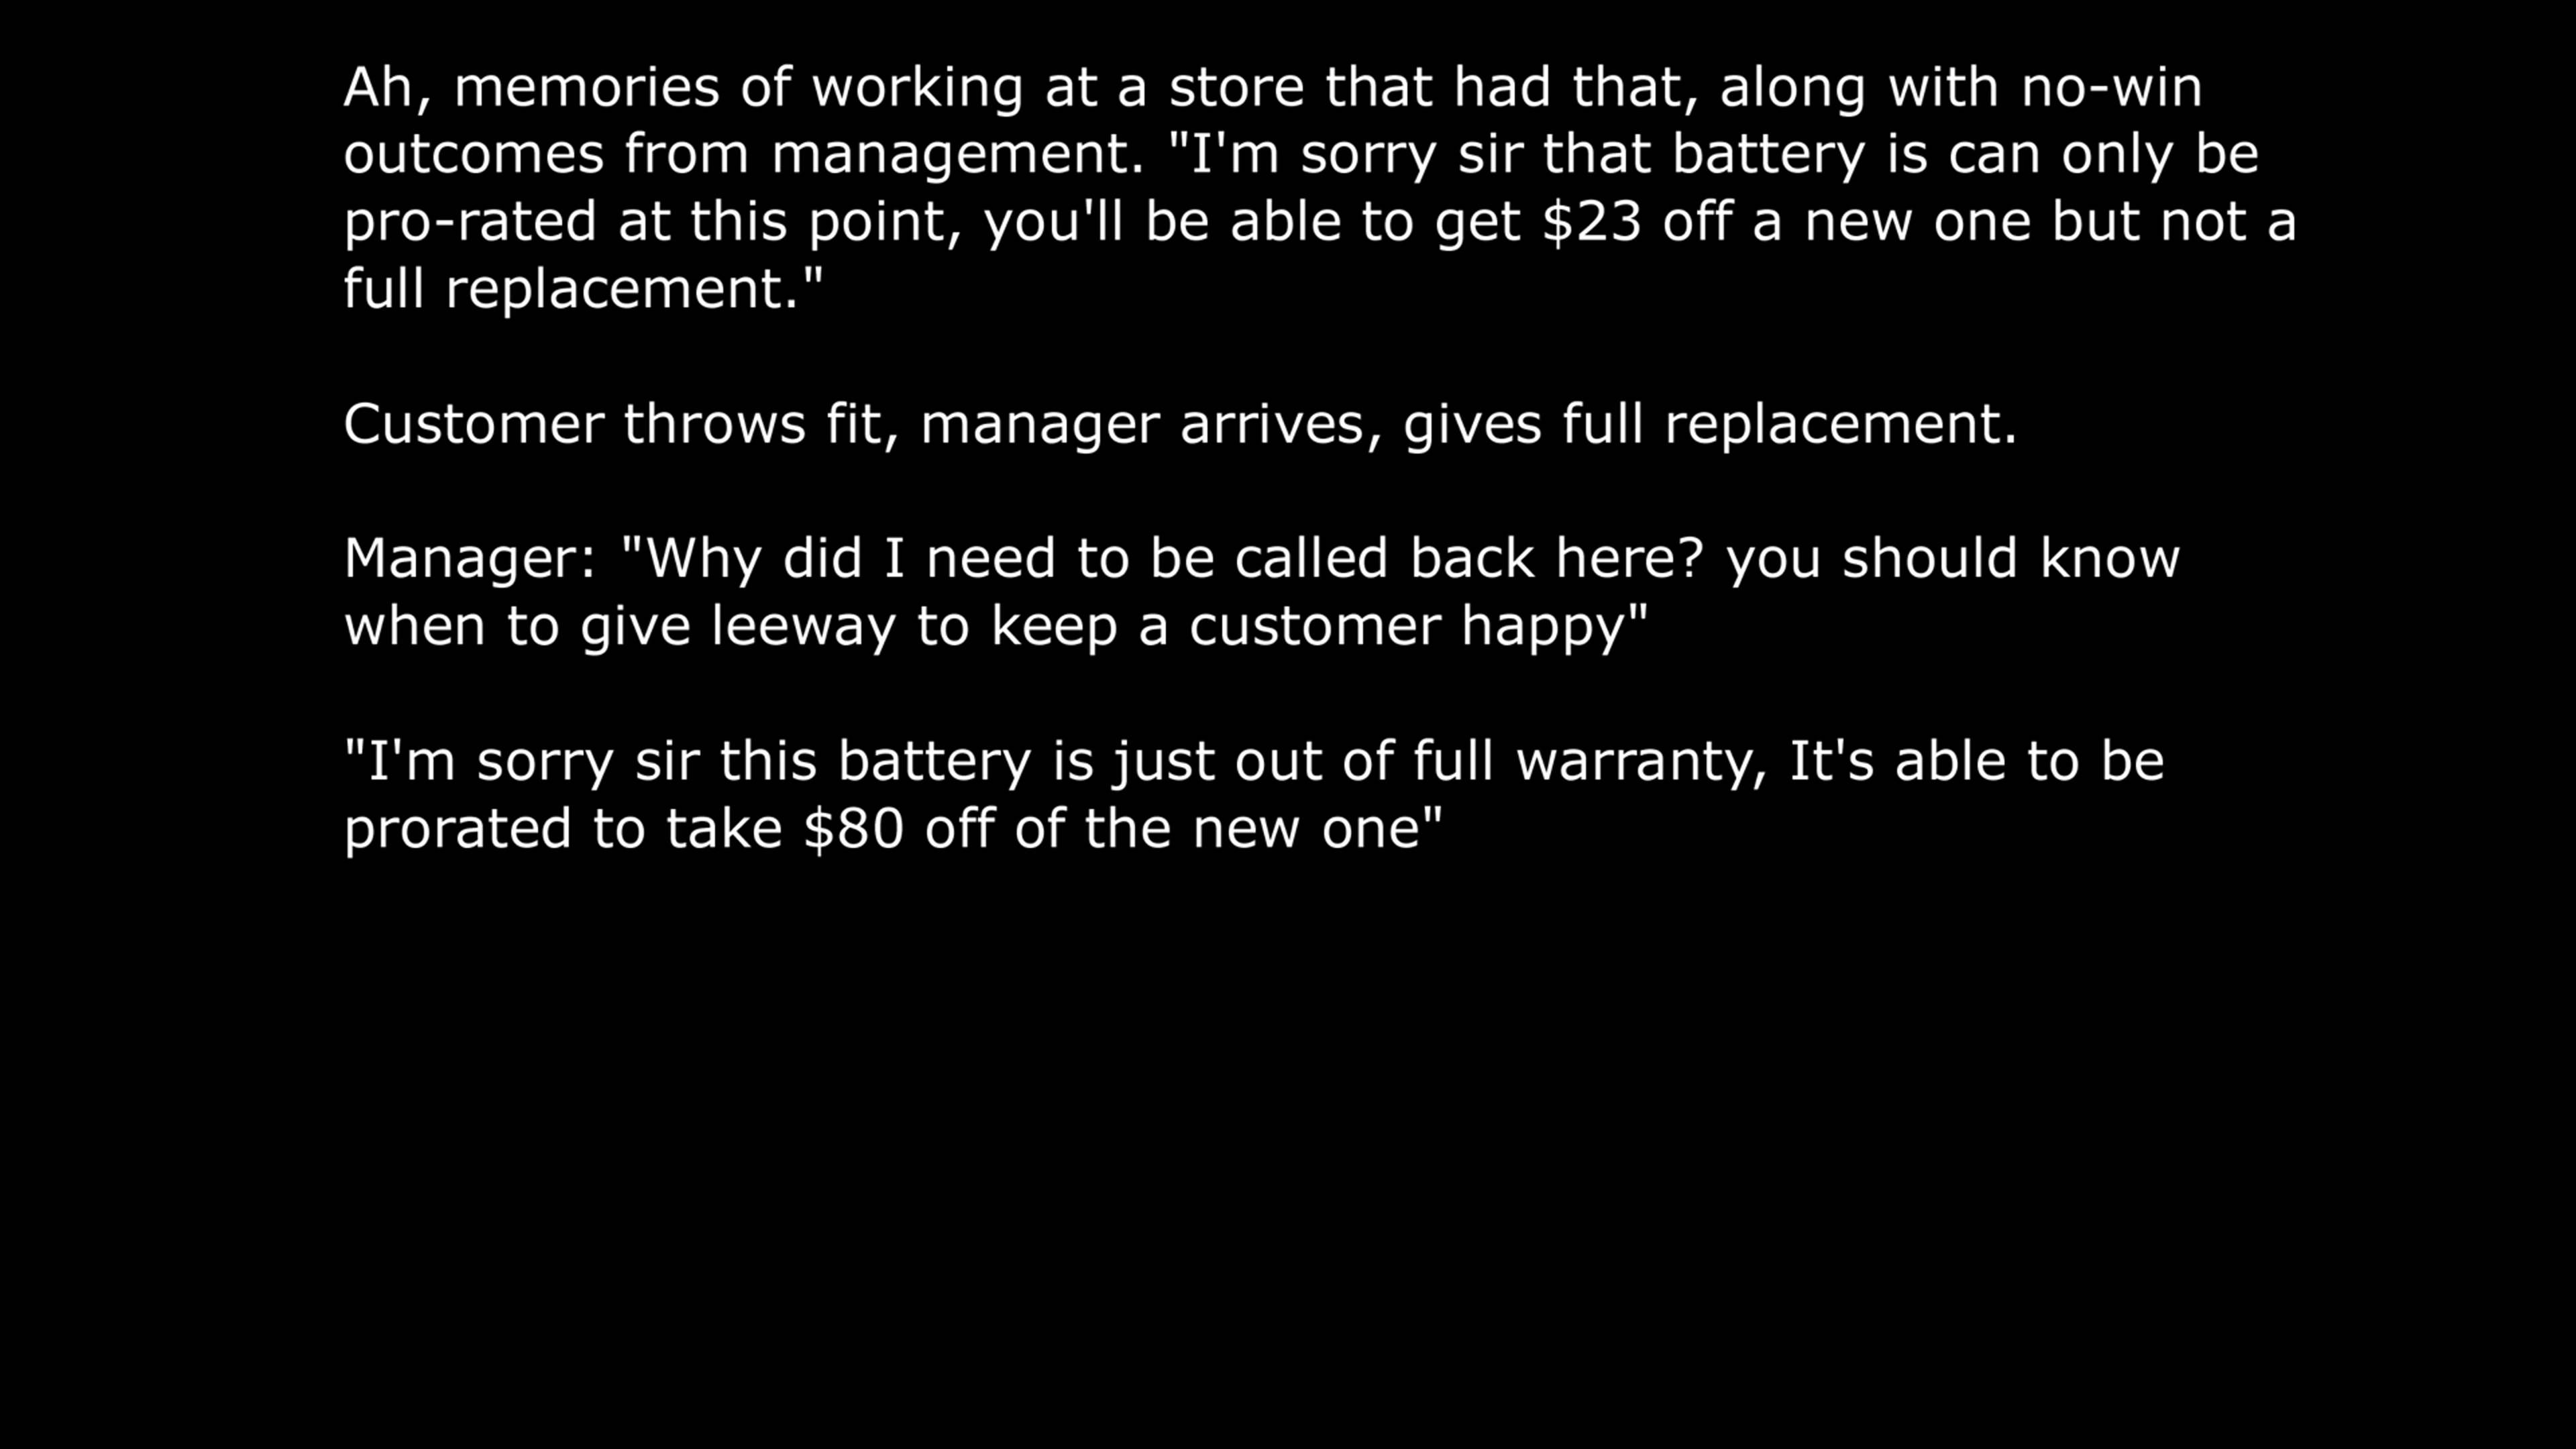 Ah, memories of working at a store that had that, along with no-win
outcomes from management. "I'm sorry sir that battery is can only be
pro-rated at this point, you'll be able to get $23 off a new one but not a
full replacement."
Customer throws fit, manager arrives, gives full replacement.
Manager: "Why did I need to be called back here? you should know
when to give leeway to keep a customer happy"
"I'm sorry sir this battery is just out of full warranty, It's able to be
prorated to take $80 off of the new one"